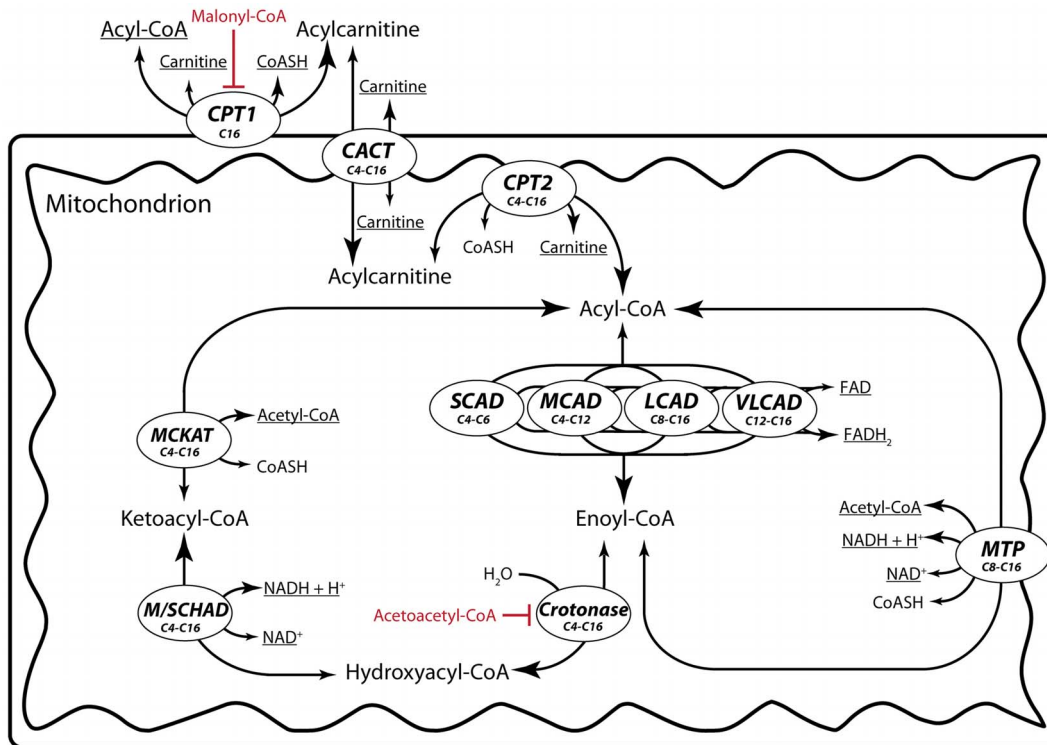 Malonyl-CoA
Acyl-CoA
Acylcarnitine
Carnitine
CoASH
CPT1
C16
Carnitine
CACT
C4-C16
Carnitine
CPT2
C4-C16
CoASH
Carnitine
Mitochondrion
Acylcarnitine
Acyl-CoA
SCAD
C4-C6
MCAD
C4-C12
LCAD
C8-C16
VLCAD
C12-C16
FAD
FADH₂
MCKAT
C4-C16
Acetyl-CoA
CoASH
Ketoacyl-CoA
Enoyl-CoA
Acetyl-CoA
NADH + H⁺
NAD⁺
CoASH
MTP
C8-C16
M/SCHAD
C4-C16
NADH + H⁺
NAD⁺
H₂O
Acetoacetyl-CoA
Crotonase
C4-C16
Hydroxyacyl-CoA